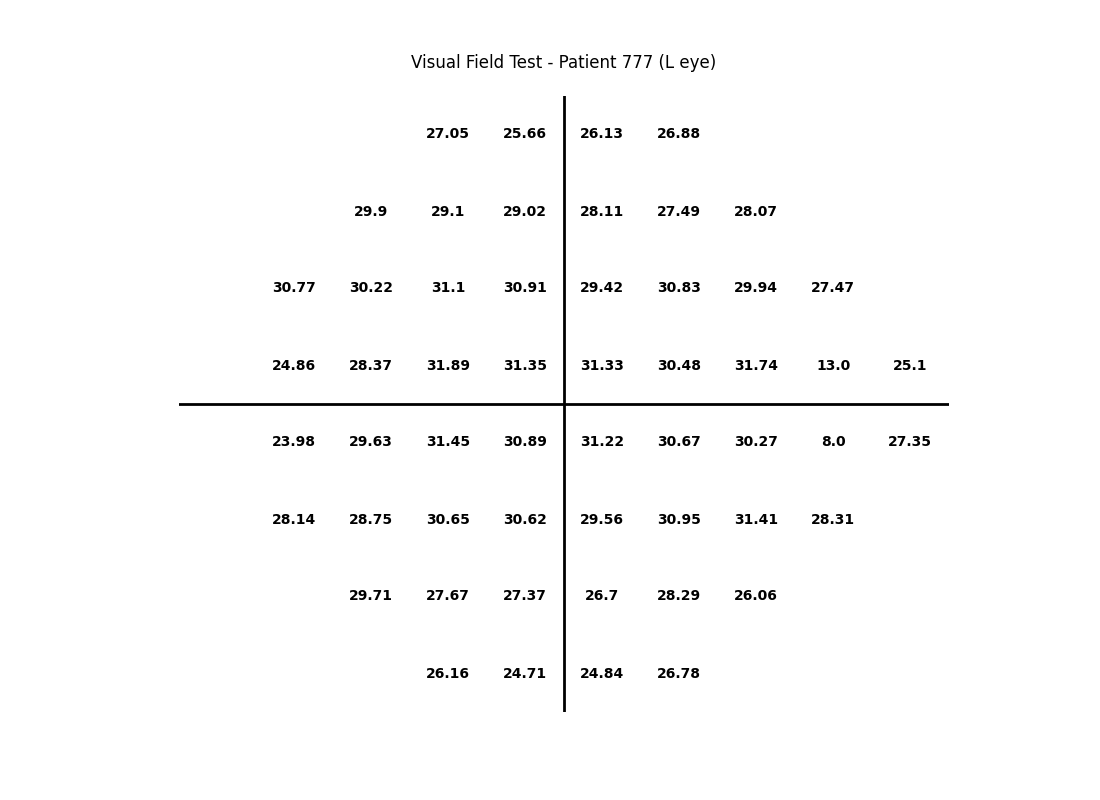 Visual Field Test - Patient 777 (L eye)
27.05 25.66 26.13 26.88
29.9 29.1 29.02 28.11 27.49 28.07
30.77 30.22 31.1 30.91 29.42 30.83 29.94 27.47
24.86 28.37 31.89 31.35 31.33 30.48 31.74 13.0 25.1
23.98 29.63 31.45 30.89 31.22 30.67 30.27 8.0 27.35
28.14 28.75 30.65 30.62 29.56 30.95 31.41 28.31
29.71 27.67 27.37 26.7 28.29 26.06
26.16 24.71 24.84 26.78